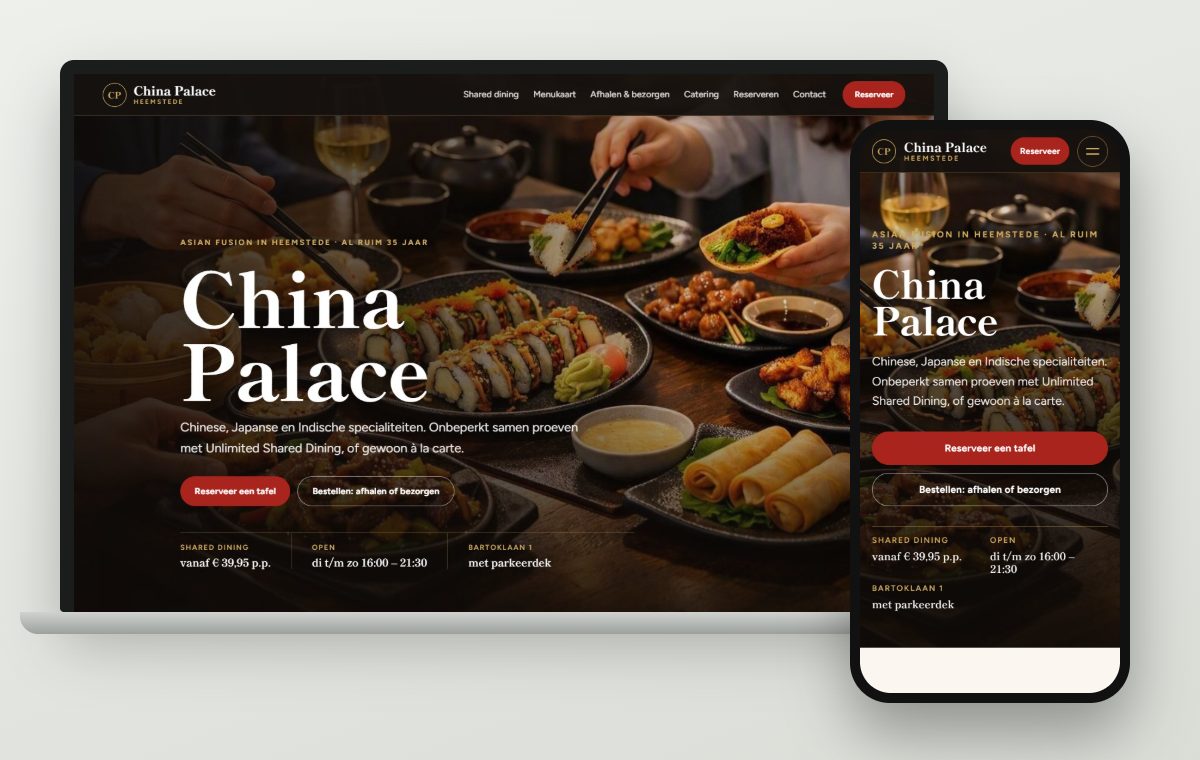 CP China Palace
HEEMSTEDE
Shared dining Menukaart Afhalen & bezorgen Catering Reserveren Contact Reserveer
ASIAN FUSION IN HEEMSTEDE · AL RUIM 35 JAAR
China
Palace
Chinese, Japanse en Indische specialiteiten. Onbeperkt samen proeven
met Unlimited Shared Dining, of gewoon à la carte.
Reserveer een tafel Bestellen: afhalen of bezorgen
SHARED DINING OPEN BARTOKLAAN 1
vanaf € 39,95 p.p. di t/m zo 16:00 – 21:30 met parkeerdek
CP China Palace
HEEMSTEDE
Reserveer
ASIAN FUSION IN HEEMSTEDE · AL RUIM
35 JAAR
China
Palace
Chinese, Japanse en Indische specialiteiten.
Onbeperkt samen proeven met Unlimited
Shared Dining, of gewoon à la carte.
Reserveer een tafel
Bestellen: afhalen of bezorgen
SHARED DINING OPEN
vanaf € 39,95 p.p. di t/m zo 16:00 –
21:30
BARTOKLAAN 1
met parkeerdek